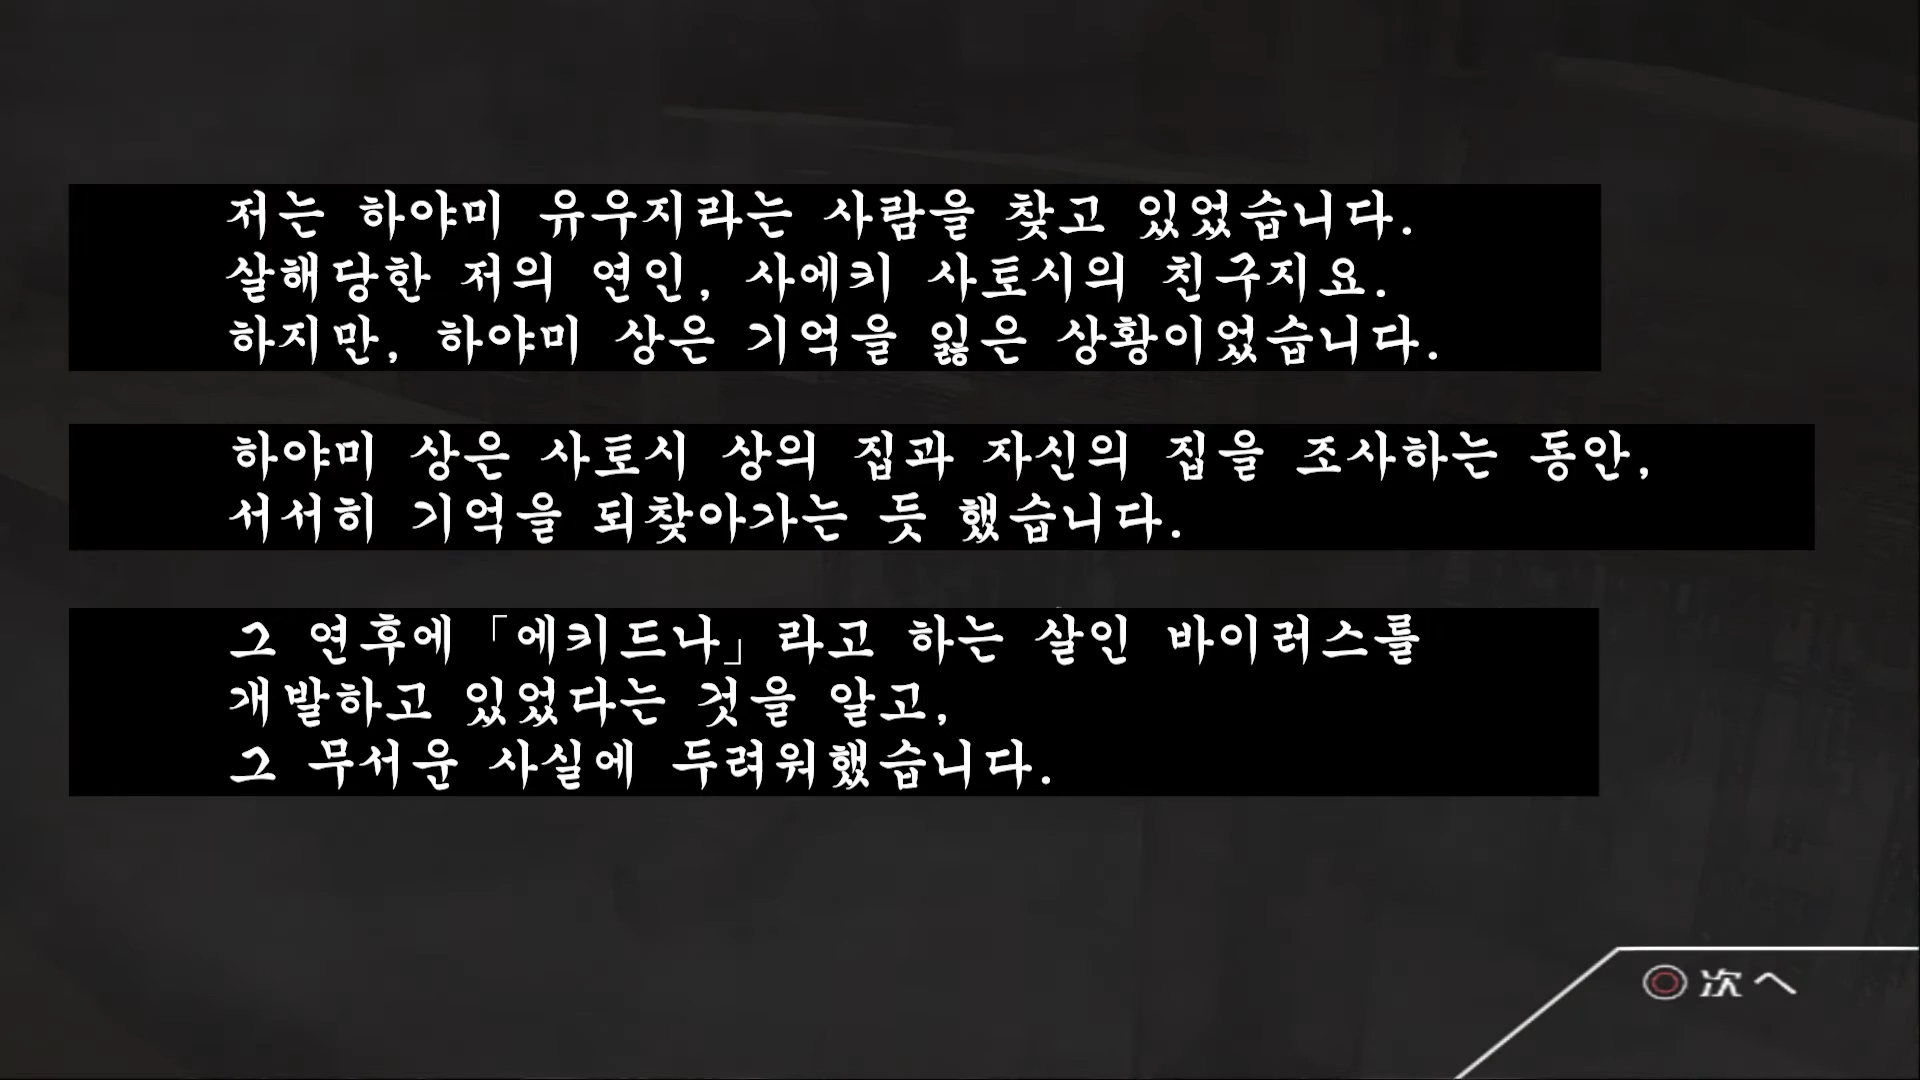 저는 하야미 유우지라는 사람을 찾고 있었습니다.
살해당한 저의 연인, 사에키 사토시의 친구지요.
하지만, 하야미 상은 기억을 잃은 상황이었습니다.
하야미 상은 사토시 상의 집과 자신의 집을 조사하는 동안,
서서히 기억을 되찾아가는 듯 했습니다.
그 연후에 「에키드나」라고 하는 살인 바이러스를
개발하고 있었다는 것을 알고,
그 무서운 사실에 두려워했습니다.
次へ